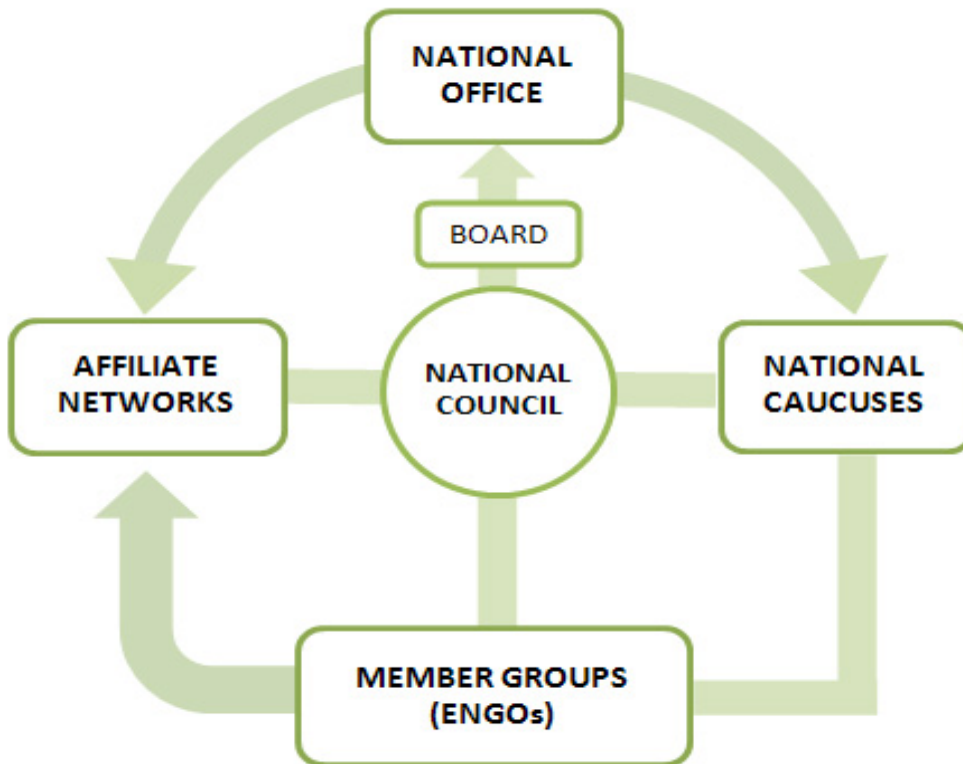 NATIONAL
OFFICE
BOARD
AFFILIATE
NETWORKS
NATIONAL
COUNCIL
NATIONAL
CAUCUSES
MEMBER GROUPS
(ENGOs)